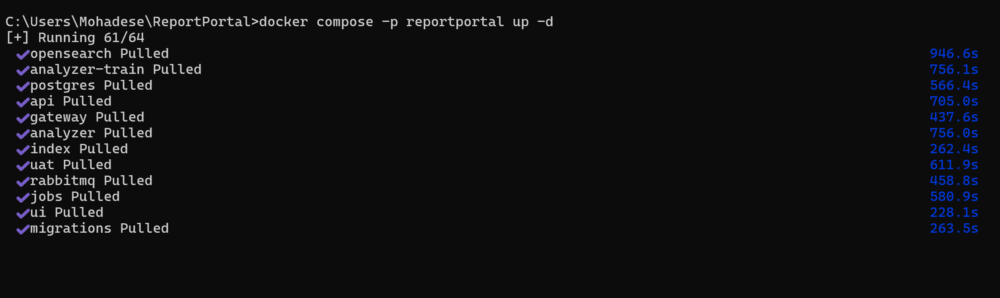 C:\Users\Mohadese\ReportPortal>docker compose -p reportportal up -d
[+] Running 61/64
✔opensearch Pulled 946.6s
✔analyzer-train Pulled 756.1s
✔postgres Pulled 566.4s
✔api Pulled 705.0s
✔gateway Pulled 437.6s
✔analyzer Pulled 756.0s
✔index Pulled 262.4s
✔uat Pulled 611.9s
✔rabbitmq Pulled 458.8s
✔jobs Pulled 580.9s
✔ui Pulled 228.1s
✔migrations Pulled 263.5s